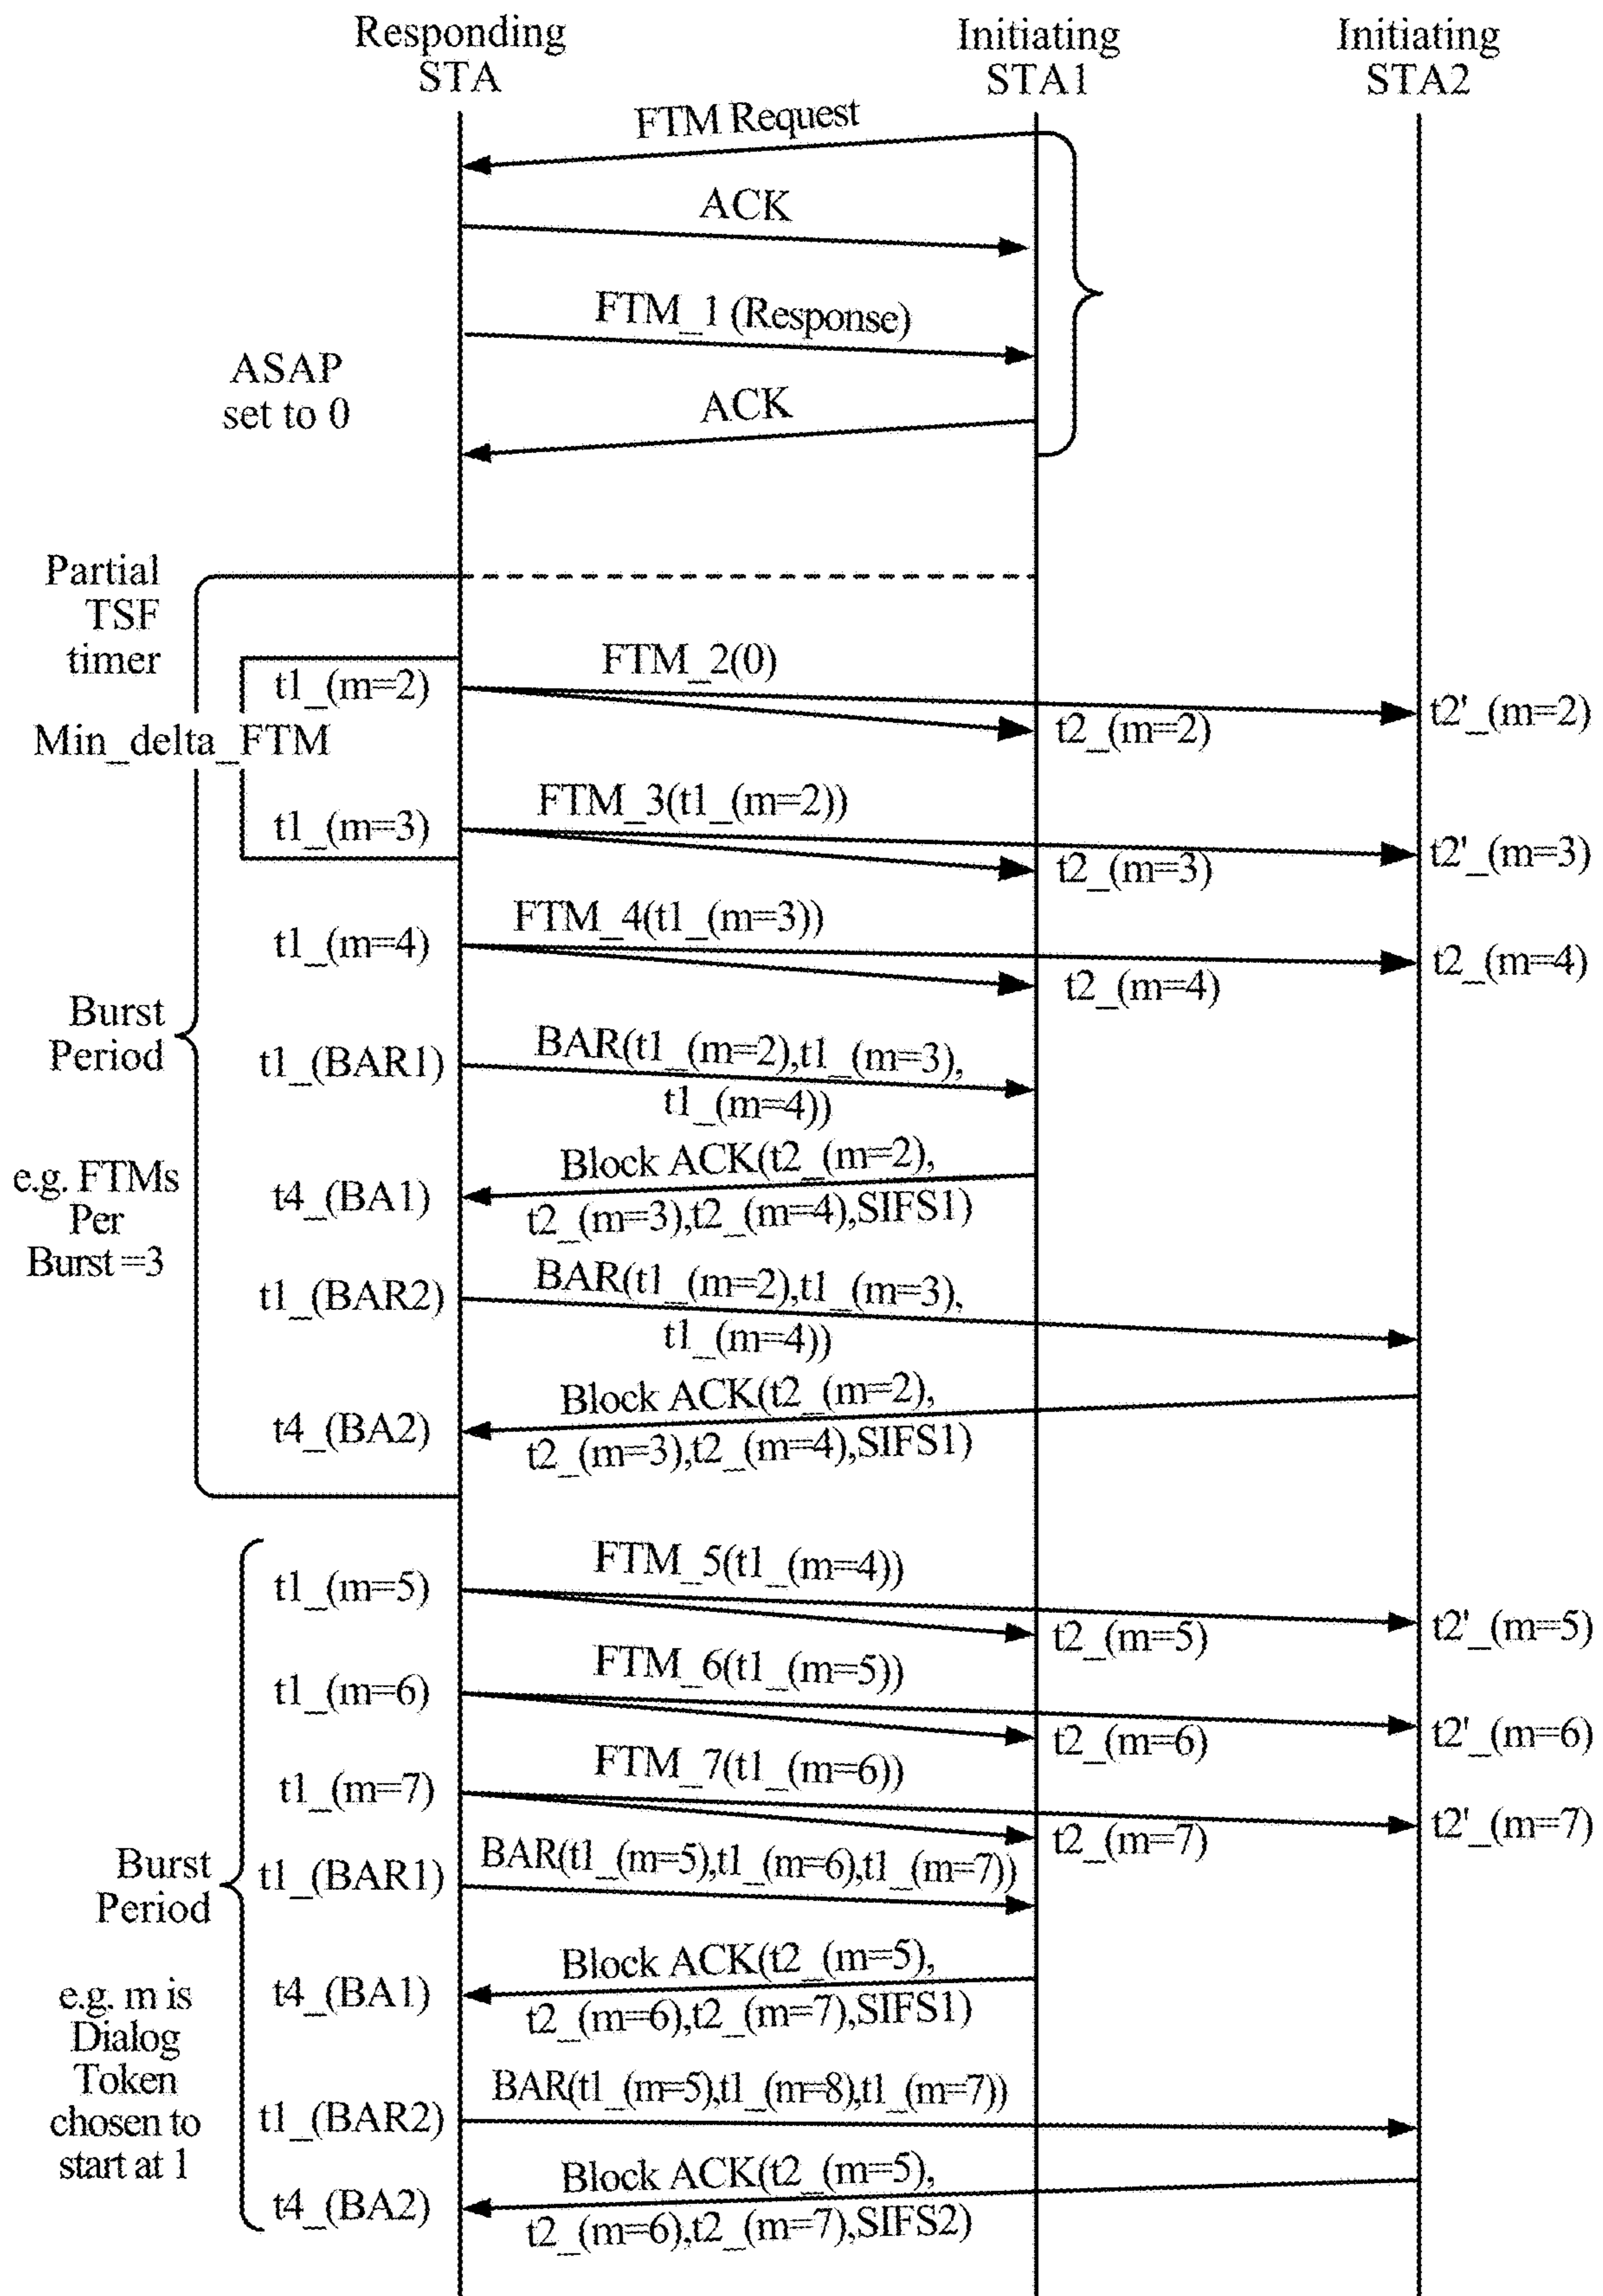 Responding
STA
Initiating
STA1
Initiating
STA2
FTM Request
ACK
FTM_1 (Response)
ASAP
set to 0
ACK
Partial
TSF
timer
FTM_2(0)
t1_(m=2)
t2_(m=2)
t2'_(m=2)
Min_delta_FTM
FTM_3(t1_(m=2))
t1_(m=3)
t2_(m=3)
t2'_(m=3)
FTM_4(t1_(m=3))
t1_(m=4)
t2_(m=4)
t2_(m=4)
Burst
Period
t1_(BAR1)
BAR(t1_(m=2),t1_(m=3),
t1_(m=4))
e.g. FTMs
Per
Burst =3
t4_(BA1)
Block ACK(t2_(m=2),
t2_(m=3),t2_(m=4),SIFS1)
t1_(BAR2)
BAR(t1_(m=2),t1_(m=3),
t1_(m=4))
t4_(BA2)
Block ACK(t2_(m=2),
t2_(m=3),t2_(m=4),SIFS1)
FTM_5(t1_(m=4))
t1_(m=5)
t2_(m=5)
t2'_(m=5)
FTM_6(t1_(m=5))
t1_(m=6)
t2_(m=6)
t2'_(m=6)
FTM_7(t1_(m=6))
t1_(m=7)
t2_(m=7)
t2'_(m=7)
Burst
Period
t1_(BAR1)
BAR(t1_(m=5),t1_(m=6),t1_(m=7))
t4_(BA1)
Block ACK(t2_(m=5),
t2_(m=6),t2_(m=7),SIFS1)
e.g. m is
Dialog
Token
chosen to
start at 1
t1_(BAR2)
BAR(t1_(m=5),t1_(m=8),t1_(m=7))
t4_(BA2)
Block ACK(t2_(m=5),
t2_(m=6),t2_(m=7),SIFS2)